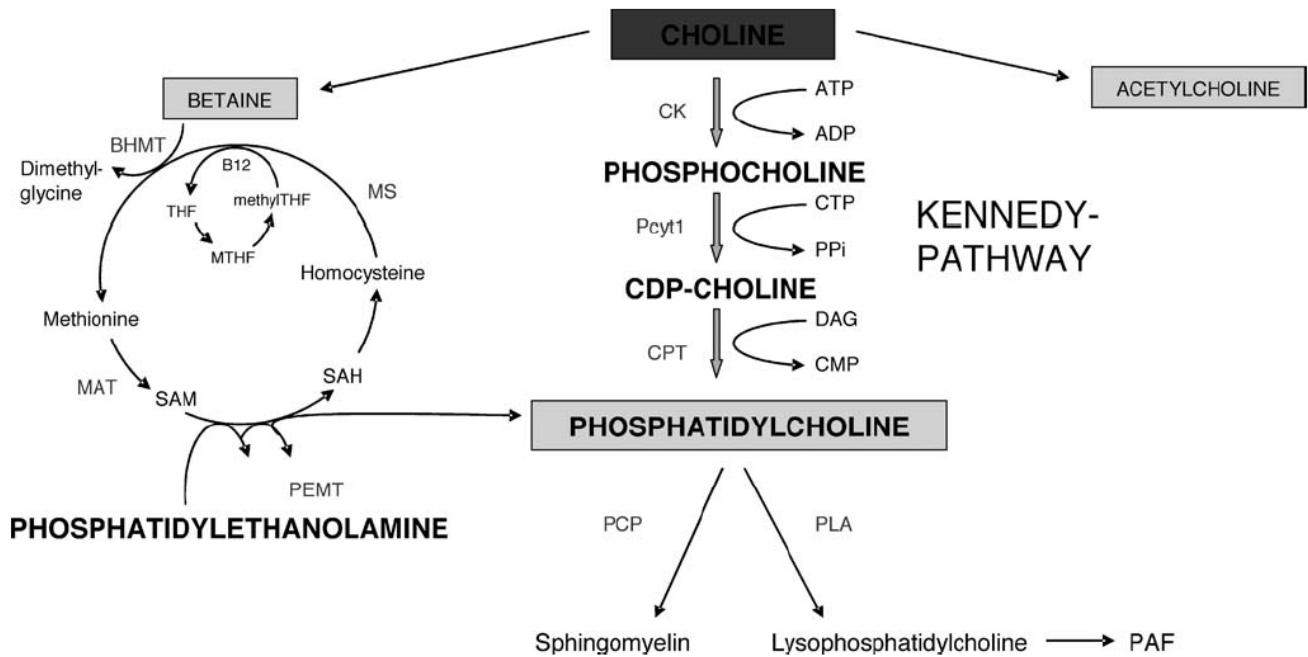 CHOLINE
BETAINE
ACETYLCHOLINE
CK
ATP
ADP
BHMT
Dimethyl-
glycine
B12
THF
methylTHF
MTHF
MS
Homocysteine
PHOSPHOCHOLINE
Pcyt1
CTP
PPi
KENNEDY-
PATHWAY
CDP-CHOLINE
Methionine
CPT
DAG
CMP
MAT
SAM
SAH
PHOSPHATIDYLCHOLINE
PEMT
PHOSPHATIDYLETHANOLAMINE
PCP
PLA
Sphingomyelin
Lysophosphatidylcholine
PAF